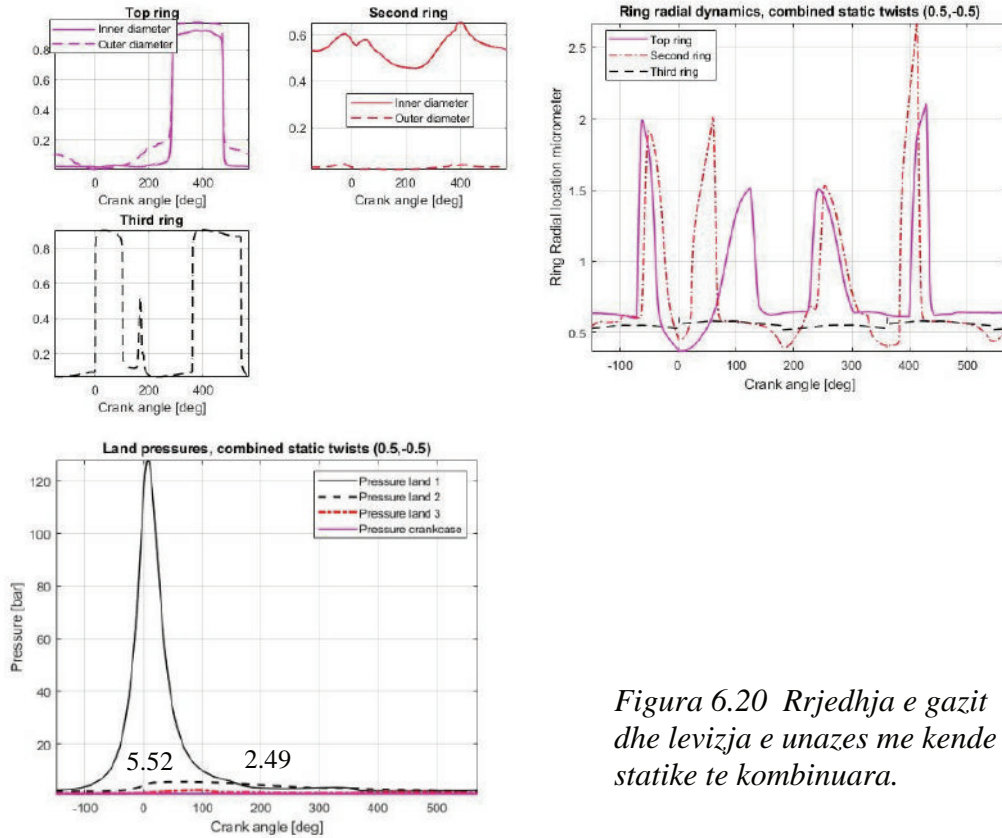 Top ring
Inner diameter
Outer diameter
0.8
0.6
0.4
0.2
0
200
400
Crank angle [deg]
Second ring
0.6
0.4
0.2
Inner diameter
Outer diameter
0
200
400
Crank angle [deg]
Third ring
0.8
0.6
0.4
0.2
0
200
400
Crank angle [deg]
Ring radial dynamics, combined static twists (0.5,-0.5)
Top ring
Second ring
Third ring
Ring Radial location micrometer
2.5
2
1.5
1
0.5
-100
0
100
200
300
400
500
Crank angle [deg]
Land pressures, combined static twists (0.5,-0.5)
Pressure land 1
Pressure land 2
Pressure land 3
Pressure crankcase
Pressure [bar]
120
100
80
60
40
20
5.52
2.49
-100
0
100
200
300
400
500
Crank angle [deg]
Figura 6.20 Rrjedhja e gazit
dhe levizja e unazes me kende
statike te kombinuara.